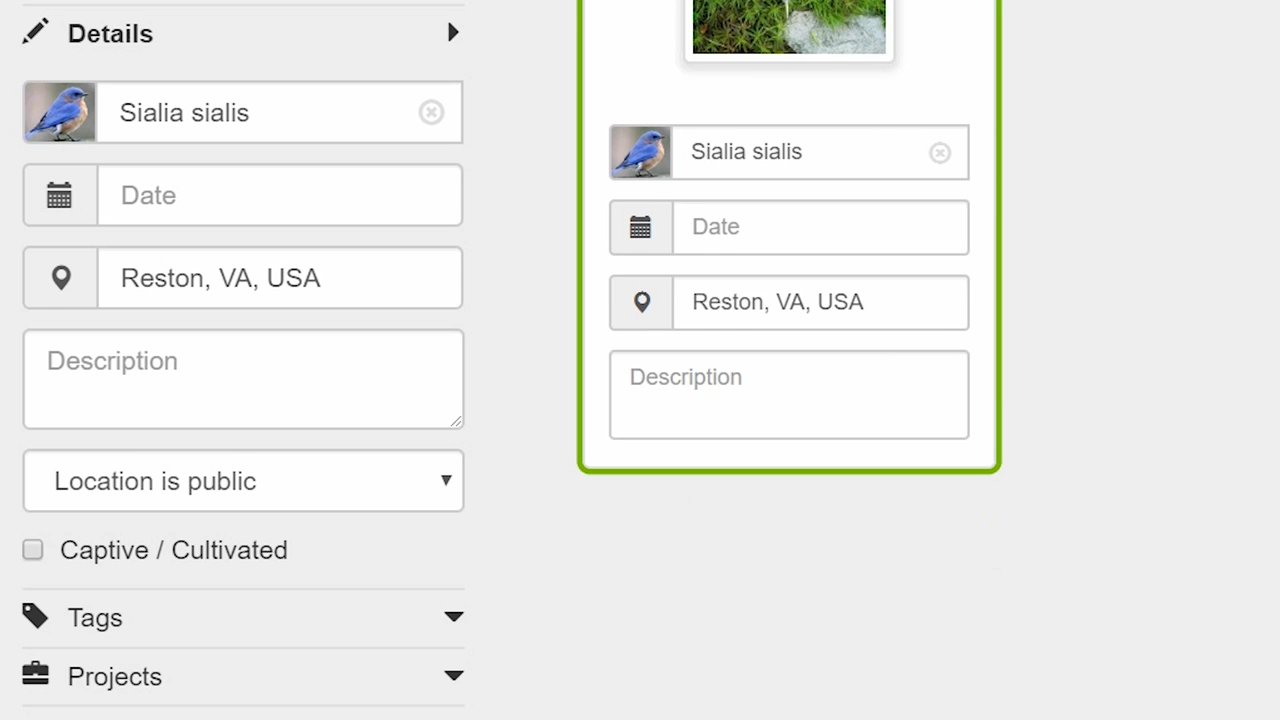 Details
Sialia sialis
Date
Reston, VA, USA
Description
Location is public
Captive / Cultivated
Tags
Projects
Sialia sialis
Date
Reston, VA, USA
Description